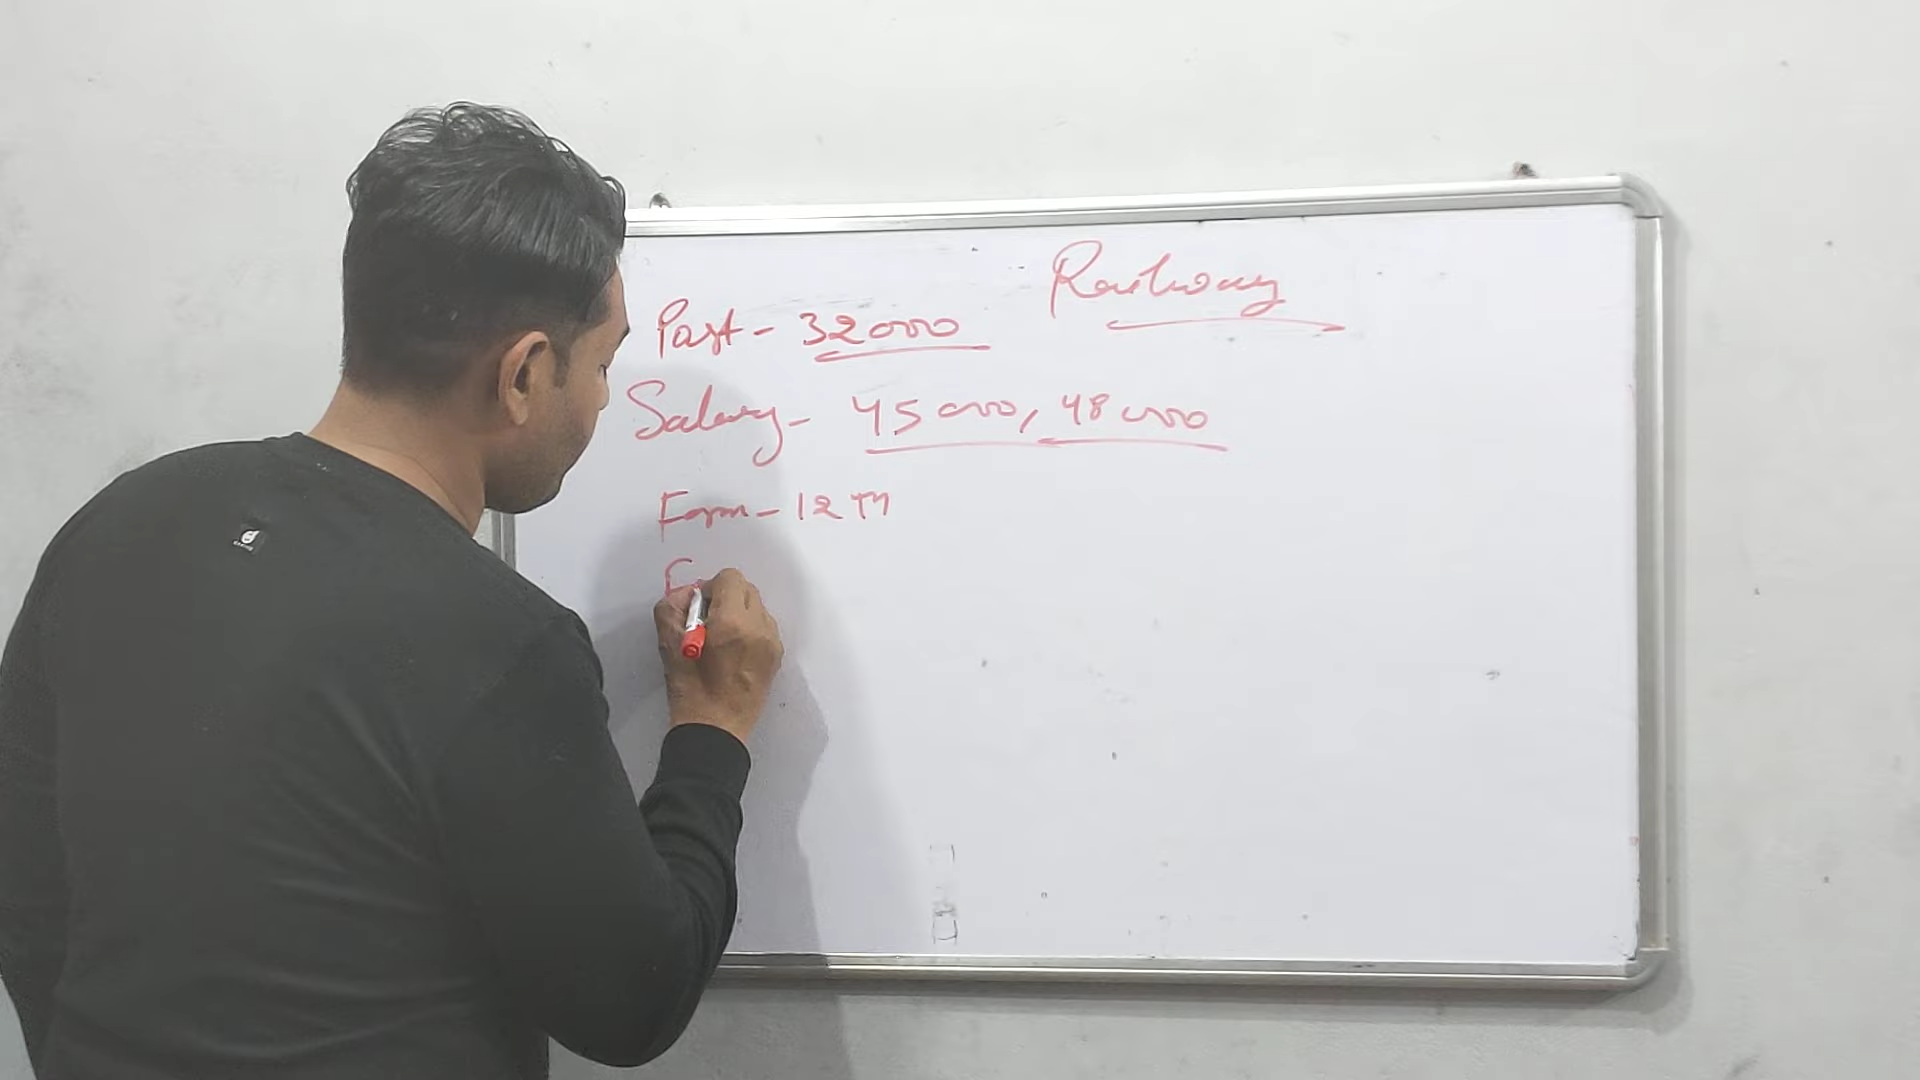 Railway
Post - 32000
Salary - 45000, 48000
Form - 12TH
F